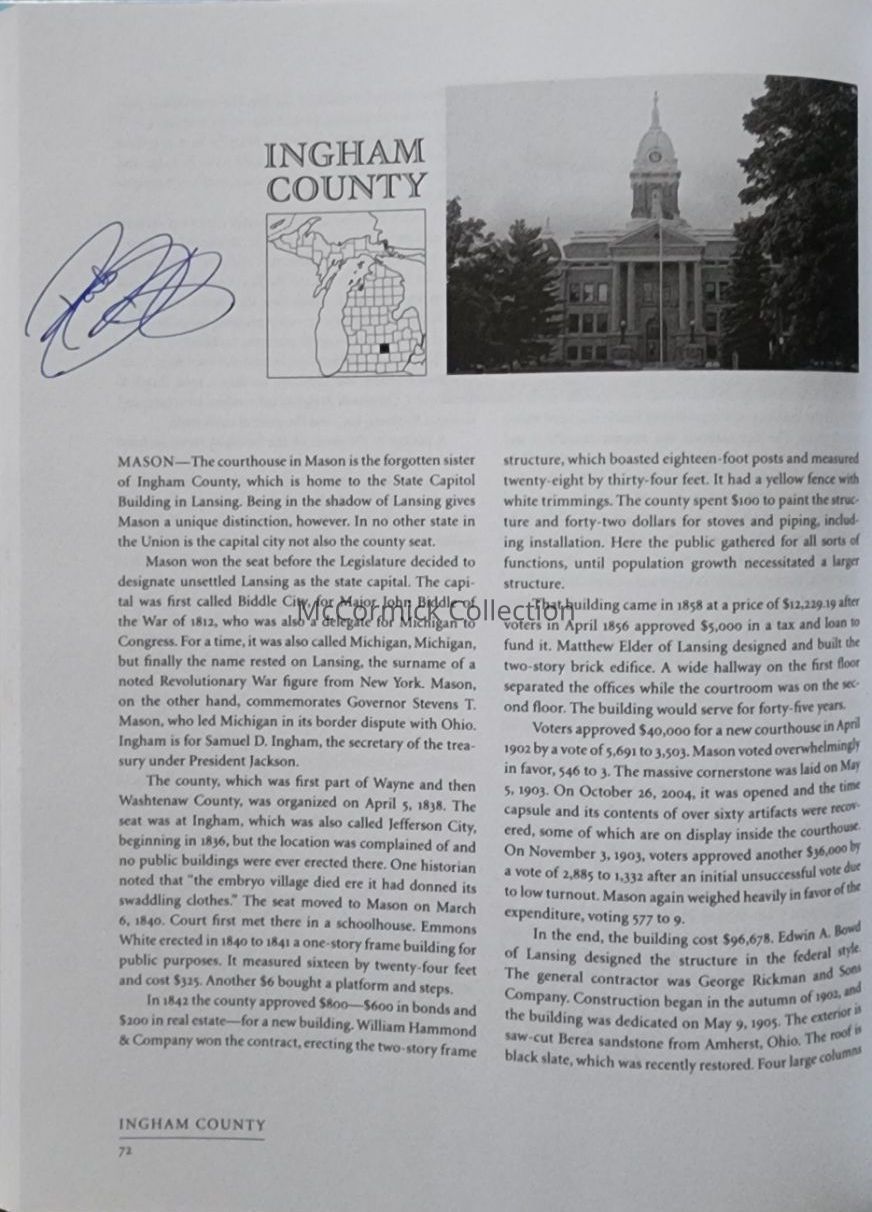 INGHAM
COUNTY
MASON—The courthouse in Mason is the forgotten sister
of Ingham County, which is home to the State Capitol
Building in Lansing. Being in the shadow of Lansing gives
Mason a unique distinction, however. In no other state in
the Union is the capital city not also the county seat.
Mason won the seat before the Legislature decided to
designate unsettled Lansing as the state capital. The capi-
tal was first called Biddle City, for Major John Biddle of
the War of 1812, who was also a delegate for Michigan to
Congress. For a time, it was also called Michigan, Michigan,
but finally the name rested on Lansing, the surname of a
noted Revolutionary War figure from New York. Mason,
on the other hand, commemorates Governor Stevens T.
Mason, who led Michigan in its border dispute with Ohio.
Ingham is for Samuel D. Ingham, the secretary of the trea-
sury under President Jackson.
The county, which was first part of Wayne and then
Washtenaw County, was organized on April 5, 1838. The
seat was at Ingham, which was also called Jefferson City,
beginning in 1836, but the location was complained of and
no public buildings were ever erected there. One historian
noted that "the embryo village died ere it had donned its
swaddling clothes." The seat moved to Mason on March
6, 1840. Court first met there in a schoolhouse. Emmons
White erected in 1840 to 1841 a one-story frame building for
public purposes. It measured sixteen by twenty-four feet
and cost $325. Another $6 bought a platform and steps.
In 1842 the county approved $800—$600 in bonds and
$200 in real estate—for a new building. William Hammond
& Company won the contract, erecting the two-story frame
structure, which boasted eighteen-foot posts and measured
twenty-eight by thirty-four feet. It had a yellow fence with
white trimmings. The county spent $100 to paint the struc-
ture and forty-two dollars for stoves and piping, includ-
ing installation. Here the public gathered for all sorts of
functions, until population growth necessitated a larger
structure.
That building came in 1858 at a price of $12,229.19 after
voters in April 1856 approved $5,000 in a tax and loan to
fund it. Matthew Elder of Lansing designed and built the
two-story brick edifice. A wide hallway on the first floor
separated the offices while the courtroom was on the sec-
ond floor. The building would serve for forty-five years.
Voters approved $40,000 for a new courthouse in April
1902 by a vote of 5,691 to 3,503. Mason voted overwhelmingly
in favor, 546 to 3. The massive cornerstone was laid on May
5, 1903. On October 26, 2004, it was opened and the time
capsule and its contents of over sixty artifacts were recov-
ered, some of which are on display inside the courthouse.
On November 3, 1903, voters approved another $36,000 by
a vote of 2,885 to 1,332 after an initial unsuccessful vote due
to low turnout. Mason again weighed heavily in favor of the
expenditure, voting 577 to 9.
In the end, the building cost $96,678. Edwin A. Bowd
of Lansing designed the structure in the federal style.
The general contractor was George Rickman and Sons
Company. Construction began in the autumn of 1902, and
the building was dedicated on May 9, 1905. The exterior is
saw-cut Berea sandstone from Amherst, Ohio. The roof is
black slate, which was recently restored. Four large columns
McCormick Collection
INGHAM COUNTY
72